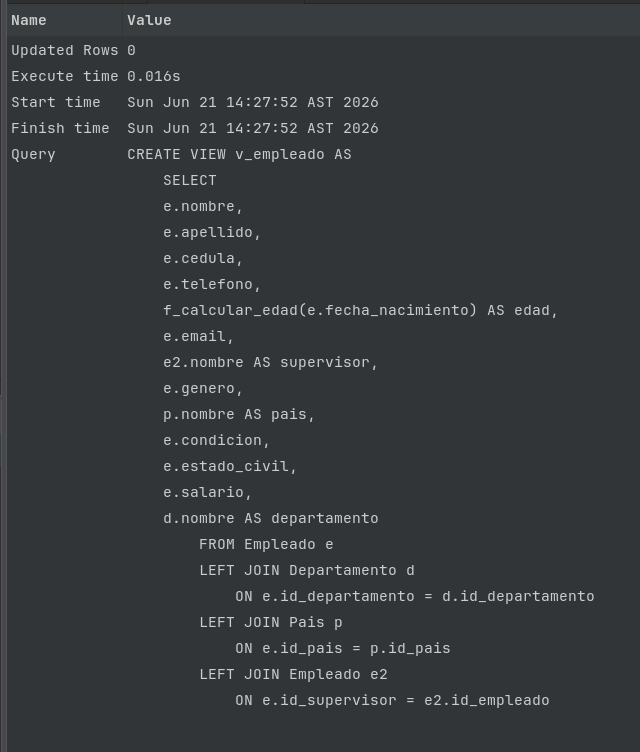 Name Value
Updated Rows 0
Execute time 0.016s
Start time Sun Jun 21 14:27:52 AST 2026
Finish time Sun Jun 21 14:27:52 AST 2026
Query CREATE VIEW v_empleado AS
SELECT
e.nombre,
e.apellido,
e.cedula,
e.telefono,
f_calcular_edad(e.fecha_nacimiento) AS edad,
e.email,
e2.nombre AS supervisor,
e.genero,
p.nombre AS pais,
e.condicion,
e.estado_civil,
e.salario,
d.nombre AS departamento
FROM Empleado e
LEFT JOIN Departamento d
ON e.id_departamento = d.id_departamento
LEFT JOIN Pais p
ON e.id_pais = p.id_pais
LEFT JOIN Empleado e2
ON e.id_supervisor = e2.id_empleado